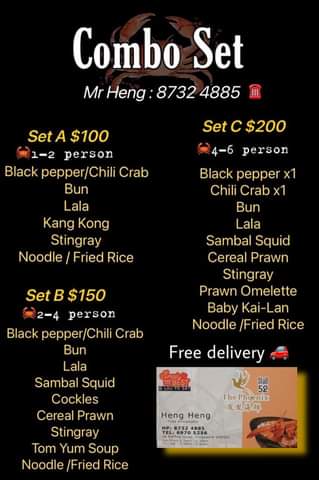 Combo Set
Mr Heng : 8732 4885
Set A $100
1-2 person
Black pepper/Chili Crab
Bun
Lala
Kang Kong
Stingray
Noodle / Fried Rice
Set B $150
2-4 person
Black pepper/Chili Crab
Bun
Lala
Sambal Squid
Cockles
Cereal Prawn
Stingray
Tom Yum Soup
Noodle /Fried Rice
Set C $200
4-6 person
Black pepper x1
Chili Crab x1
Bun
Lala
Sambal Squid
Cereal Prawn
Stingray
Prawn Omelette
Baby Kai-Lan
Noodle /Fried Rice
Free delivery
The Phoenix
Heng Heng
HP: 8732 4885